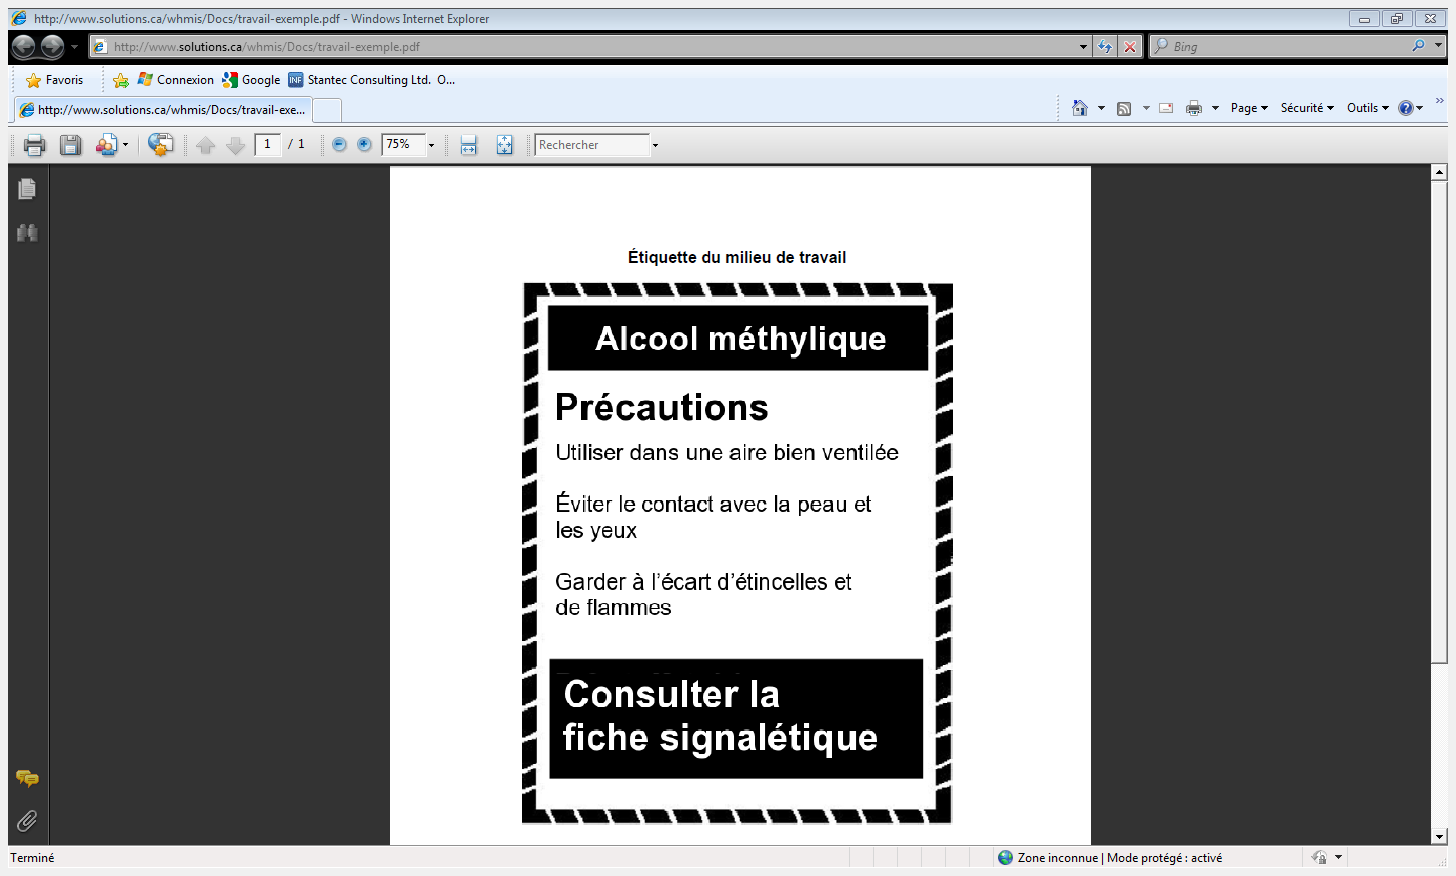 http://www.solutions.ca/whmis/Docs/travail-exemple.pdf - Windows Internet Explorer
http://www.solutions.ca/whmis/Docs/travail-exemple.pdf
Bing
Favoris
Connexion
Google
INF
Stantec Consulting Ltd. O...
http://www.solutions.ca/whmis/Docs/travail-exe...
Page
Sécurité
Outils
1 / 1
75%
Rechercher
Étiquette du milieu de travail
Alcool méthylique
Précautions
Utiliser dans une aire bien ventilée
Éviter le contact avec la peau et
les yeux
Garder à l'écart d'étincelles et
de flammes
Consulter la
fiche signalétique
Terminé
Zone inconnue | Mode protégé : activé